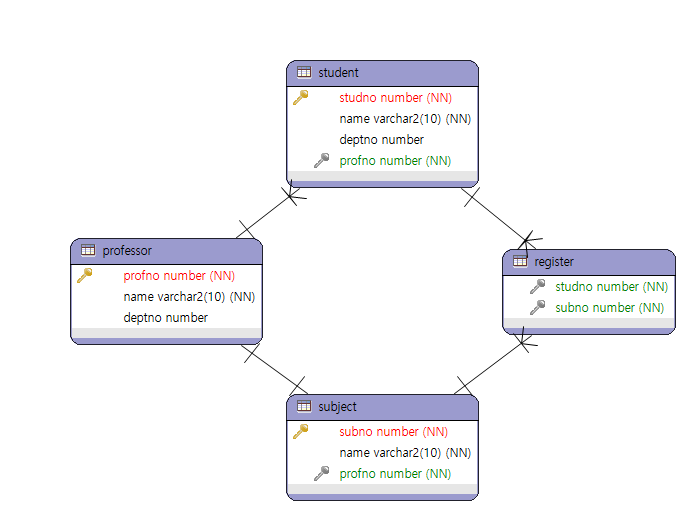 student
studno number (NN)
name varchar2(10) (NN)
deptno number
profno number (NN)
professor
profno number (NN)
name varchar2(10) (NN)
deptno number
register
studno number (NN)
subno number (NN)
subject
subno number (NN)
name varchar2(10) (NN)
profno number (NN)